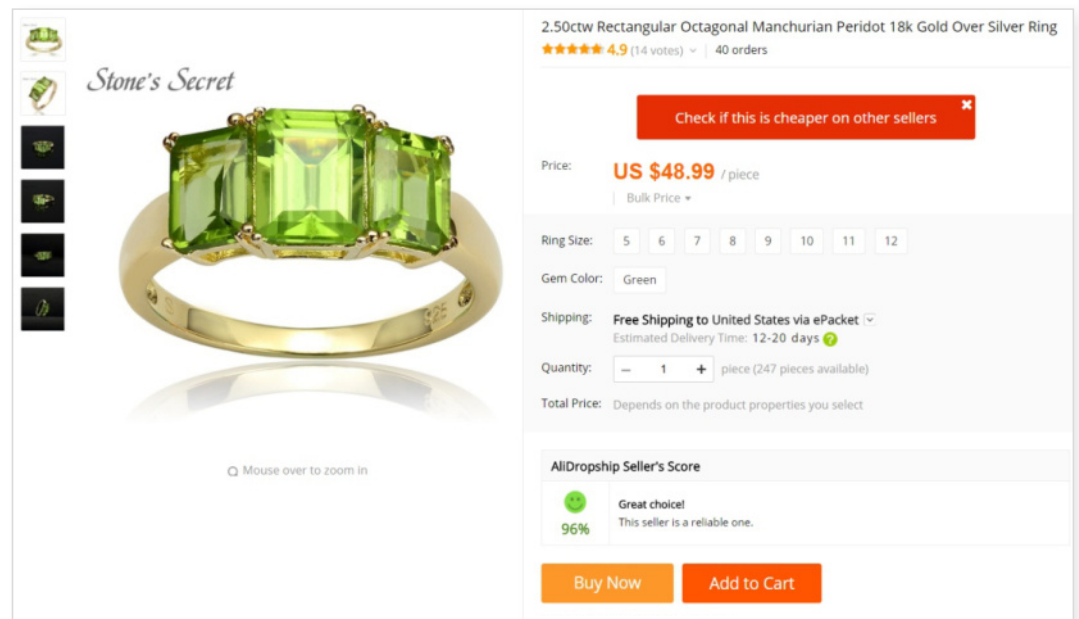 Stone's Secret
925
Mouse over to zoom in
2.50ctw Rectangular Octagonal Manchurian Peridot 18k Gold Over Silver Ring
4.9 (14 votes) 40 orders
Check if this is cheaper on other sellers
Price: US $48.99 / piece
Bulk Price
Ring Size: 5 6 7 8 9 10 11 12
Gem Color: Green
Shipping: Free Shipping to United States via ePacket
Estimated Delivery Time: 12-20 days ?
Quantity: – 1 + piece (247 pieces available)
Total Price: Depends on the product properties you select
AliDropship Seller's Score
Great choice!
96% This seller is a reliable one.
Buy Now Add to Cart